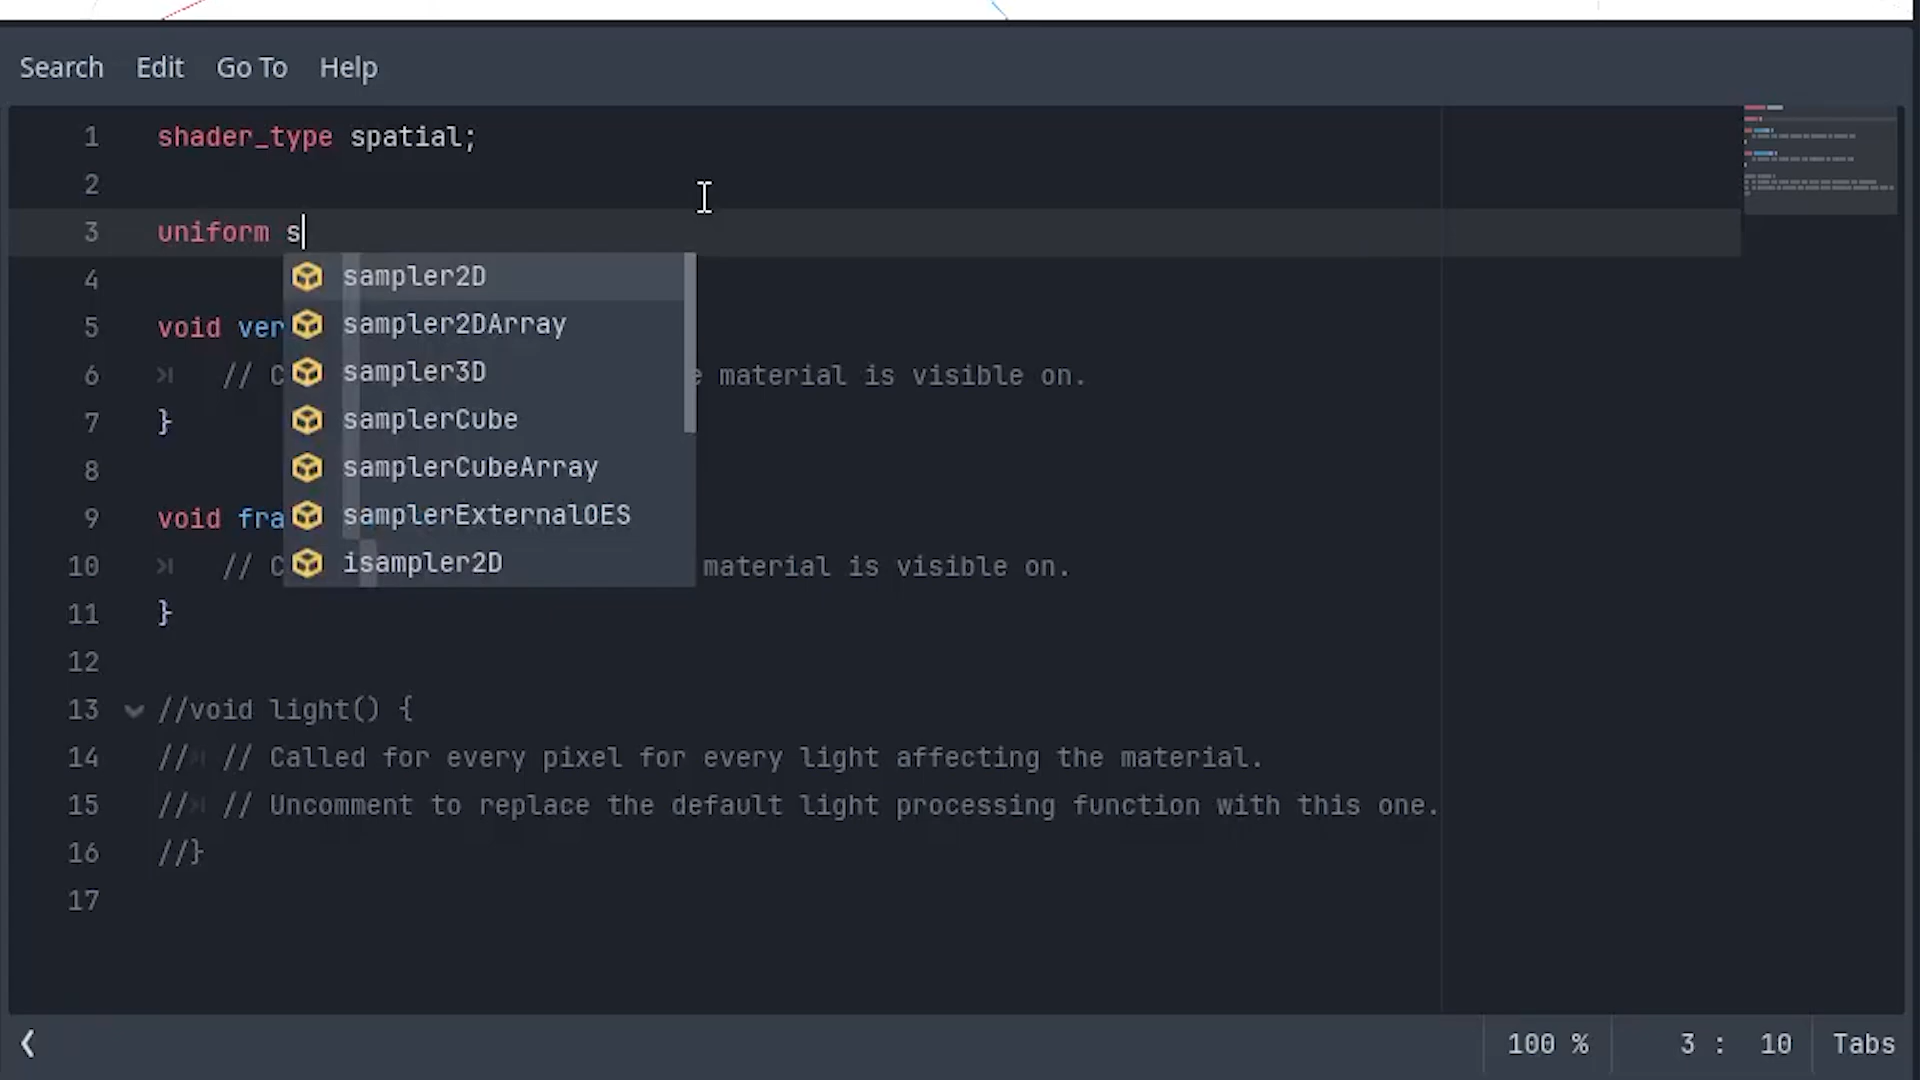 Search Edit Go To Help
1 shader_type spatial;
2
3 uniform s
sampler2D
sampler2DArray
sampler3D
samplerCube
samplerCubeArray
samplerExternalOES
isampler2D
4
5 void ver
6 // C material is visible on.
7 }
8
9 void fra
10 // C material is visible on.
11 }
12
13 //void light() {
14 // // Called for every pixel for every light affecting the material.
15 // // Uncomment to replace the default light processing function with this one.
16 //}
17
100 % 3 : 10 Tabs